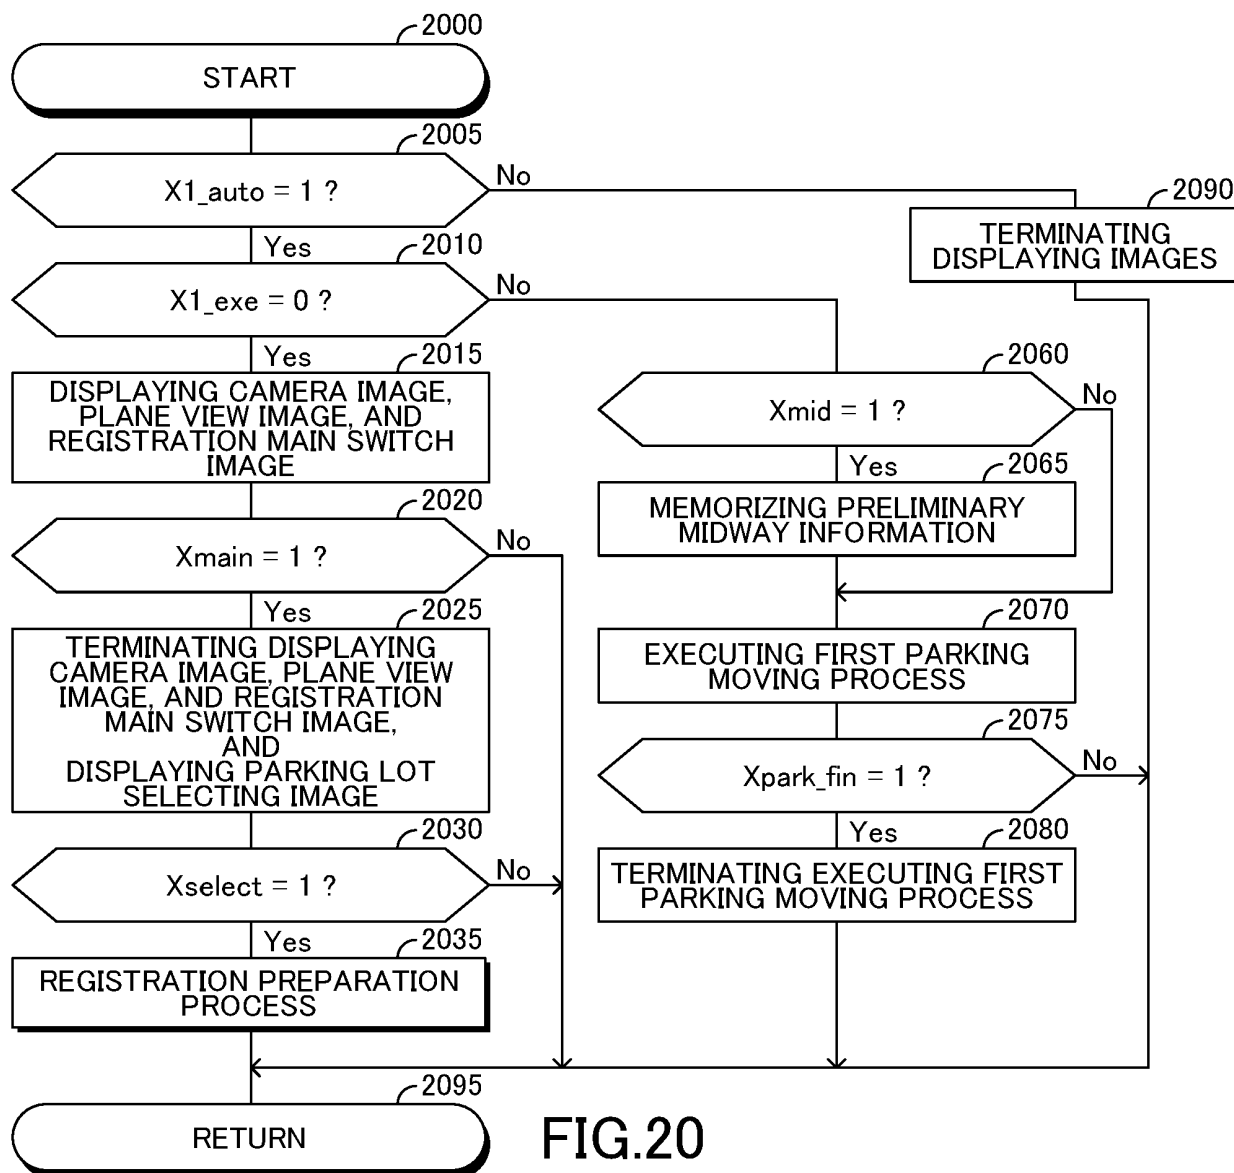 2000
START
2005
X1_auto = 1 ?
No
Yes
2010
X1_exe = 0 ?
No
Yes
2015
DISPLAYING CAMERA IMAGE,
PLANE VIEW IMAGE, AND
REGISTRATION MAIN SWITCH
IMAGE
2020
Xmain = 1 ?
No
Yes
2025
TERMINATING DISPLAYING
CAMERA IMAGE, PLANE VIEW
IMAGE, AND REGISTRATION
MAIN SWITCH IMAGE,
AND
DISPLAYING PARKING LOT
SELECTING IMAGE
2030
Xselect = 1 ?
No
Yes
2035
REGISTRATION PREPARATION
PROCESS
2095
RETURN
2090
TERMINATING
DISPLAYING IMAGES
2060
Xmid = 1 ?
No
Yes
2065
MEMORIZING PRELIMINARY
MIDWAY INFORMATION
2070
EXECUTING FIRST PARKING
MOVING PROCESS
2075
Xpark_fin = 1 ?
No
Yes
2080
TERMINATING EXECUTING FIRST
PARKING MOVING PROCESS
FIG.20